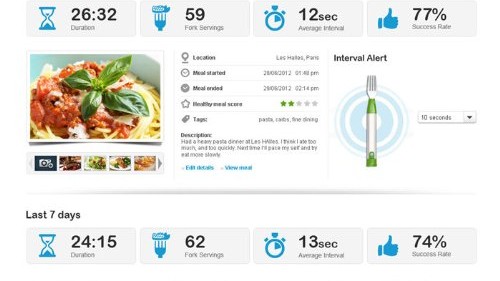 26:32 59 12sec 77%
Duration Fork Servings Average Interval Success Rate
Location Les Halles, Paris
Interval Alert
Meal started 29/09/2012 01:48 pm
Meal ended 29/09/2012 02:14 pm
Healthy meal score
10 seconds
Tags: pasta, carbs, fine dining
Description:
Had a heavy pasta dinner at Les Halles. I think I ate too
much, and too quickly. Next time I'll pace my self and try
eat more slowly.
Edit details View meal
Last 7 days
24:15 62 13sec 74%
Duration Fork Servings Average Interval Success Rate